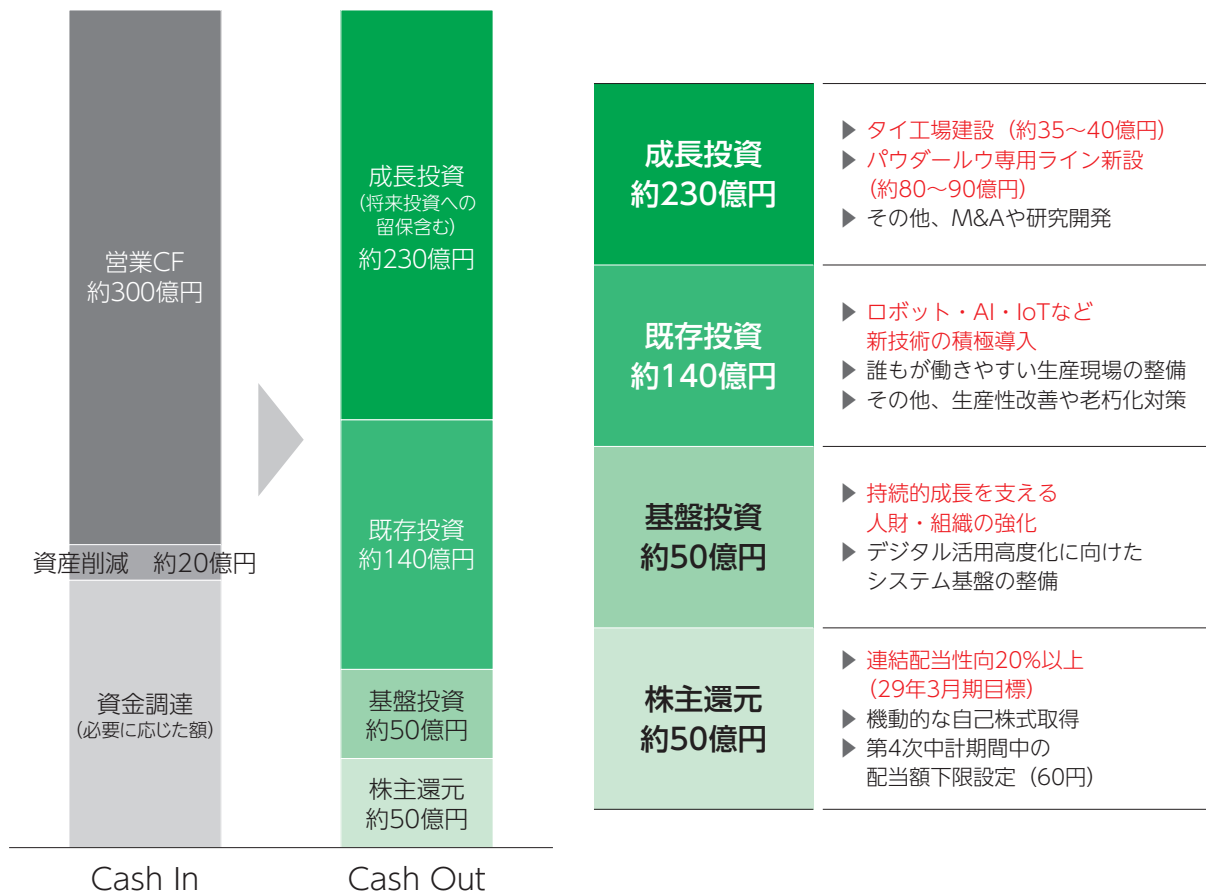 営業CF
約300億円
資産削減　約20億円
資金調達
(必要に応じた額)
Cash In
成長投資
(将来投資への
留保含む)
約230億円
既存投資
約140億円
基盤投資
約50億円
株主還元
約50億円
Cash Out
成長投資
約230億円
▶ タイ工場建設（約35～40億円）
▶ パウダールウ専用ライン新設
（約80～90億円）
▶ その他、M&Aや研究開発
既存投資
約140億円
▶ ロボット・AI・IoTなど
新技術の積極導入
▶ 誰もが働きやすい生産現場の整備
▶ その他、生産性改善や老朽化対策
基盤投資
約50億円
▶ 持続的成長を支える
人財・組織の強化
▶ デジタル活用高度化に向けた
システム基盤の整備
株主還元
約50億円
▶ 連結配当性向20%以上
（29年3月期目標）
▶ 機動的な自己株式取得
▶ 第4次中計期間中の
配当額下限設定（60円）